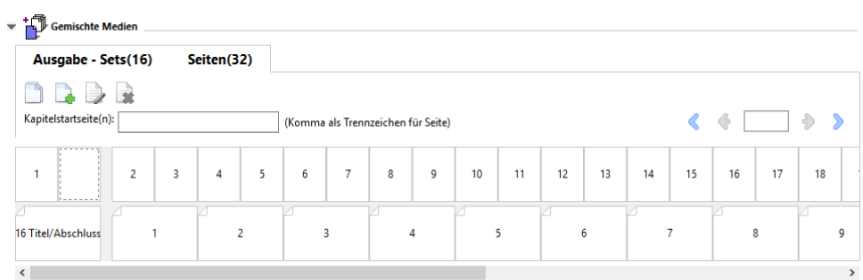 Gemischte Medien
Ausgabe - Sets(16) Seiten(32)
Kapitelstartseite(n): (Komma als Trennzeichen für Seite)
1 2 3 4 5 6 7 8 9 10 11 12 13 14 15 16 17 18
16 Titel/Abschluss 1 2 3 4 5 6 7 8 9